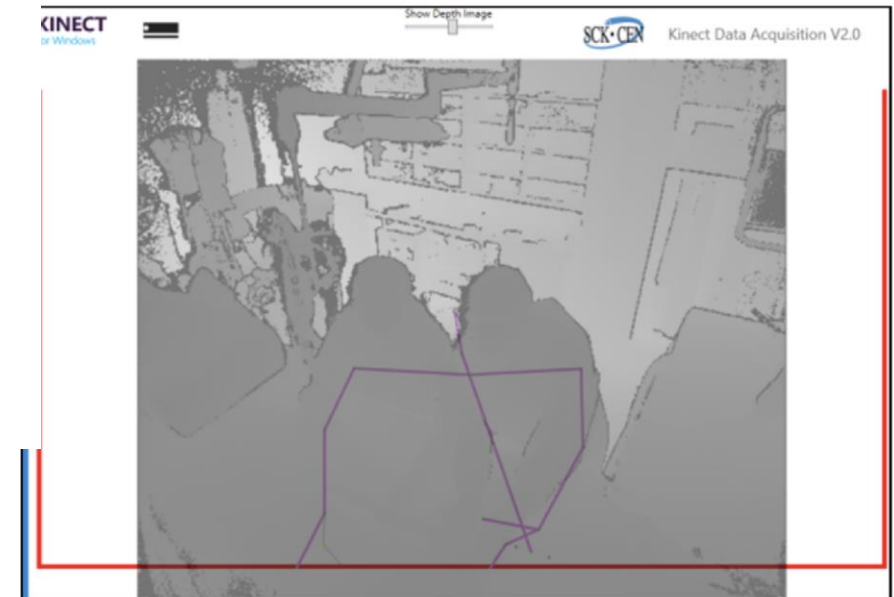 KINECT
or Windows
Show Depth Image
SCK•CEN
Kinect Data Acquisition V2.0